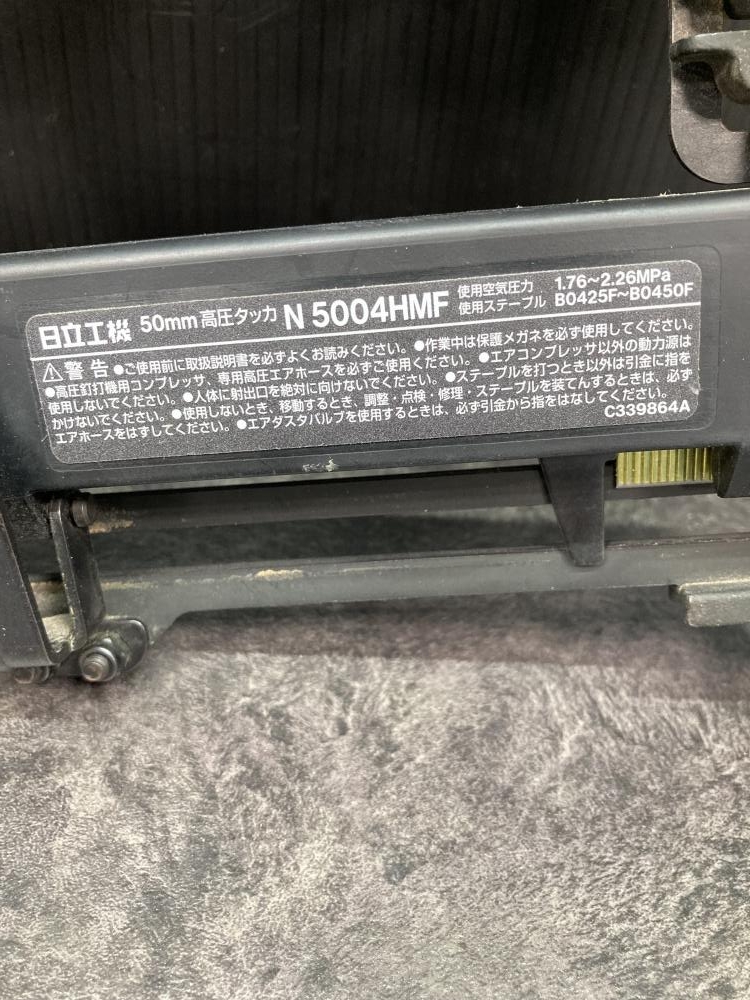 日立工機 50mm 高圧タッカ N 5004HMF 使用空気圧力 1.76～2.26MPa
使用ステープル B0425F～B0450F
⚠警告 ●ご使用前に取扱説明書を必ずよくお読みください。●作業中は保護メガネを必ず使用してください。
●高圧釘打機用コンプレッサ、専用高圧エアホースを必ずご使用ください。●エアコンプレッサ以外の動力源は
使用しないでください。●人体に射出口を絶対に向けないでください。●ステープルを打つとき以外は引金に指を
かけないでください。●使用しないとき、移動するとき、調整・点検・修理・ステープルを装てんするときは、必ず
エアホースをはずしてください。●エアダスタバルブを使用するときは、必ず引金から指をはなしてください。
C339864A